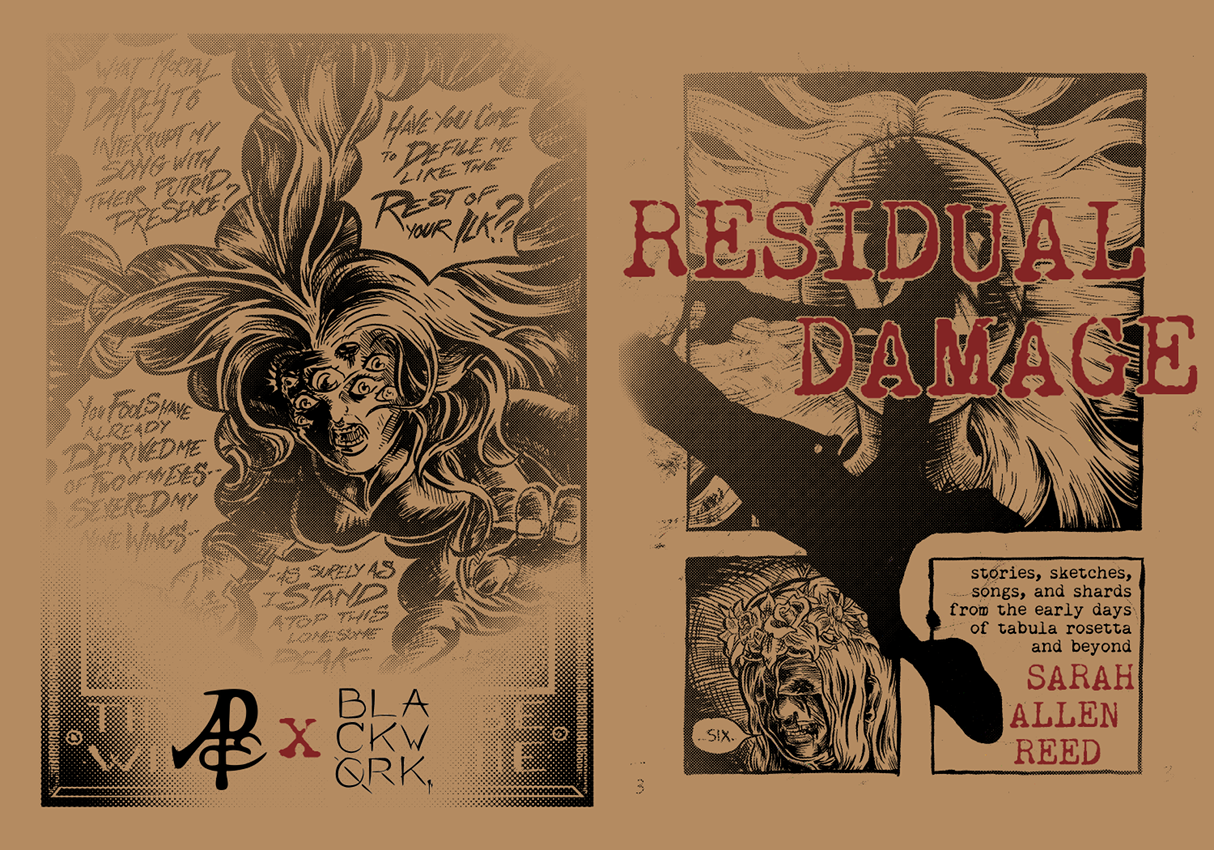 WHAT MORTAL
DARES TO
INTERRUPT MY
SONG WITH
THEIR PUTRID
PRESENCE?
HAVE YOU COME
TO DEFILE ME
LIKE THE
REST OF
YOUR ILK??
YOU FOOLS HAVE
ALREADY
DEPRIVED ME
OF TWO OF MY EYES--
SEVERED MY
NINE WINGS--
--AS SURELY AS
I STAND
ATOP THIS
LONESOME
PEAK--
X
BLA
CKW
ORK,
RESIDUAL
DAMAGE
SIX.
stories, sketches,
songs, and shards
from the early days
of tabula rosetta
and beyond
SARAH
ALLEN
REED
3